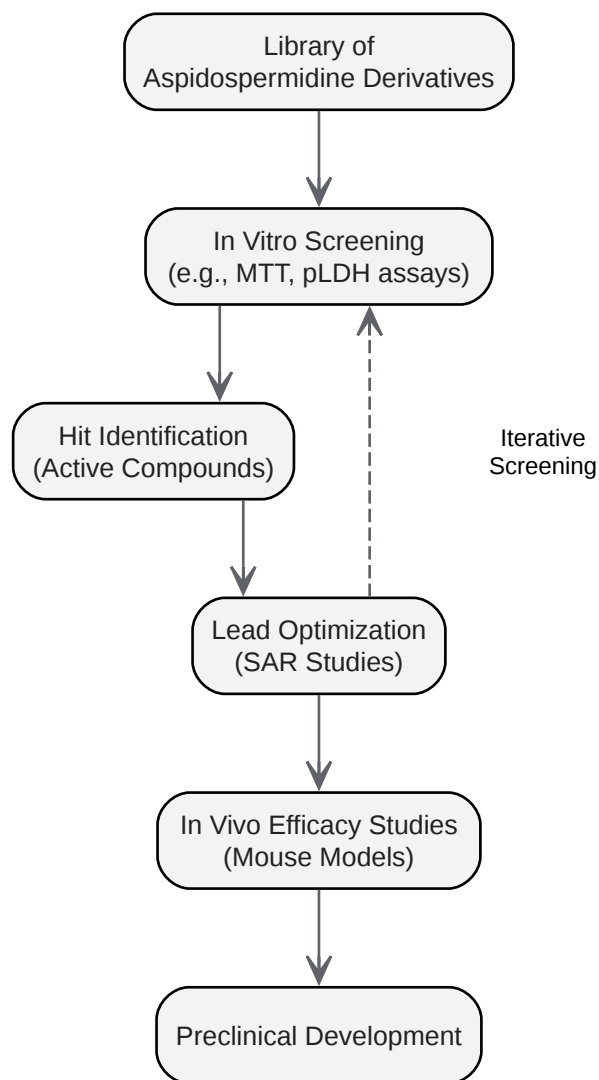 Library of
Aspidospermidine Derivatives
In Vitro Screening
(e.g., MTT, pLDH assays)
Hit Identification
(Active Compounds)
Iterative
Screening
Lead Optimization
(SAR Studies)
In Vivo Efficacy Studies
(Mouse Models)
Preclinical Development